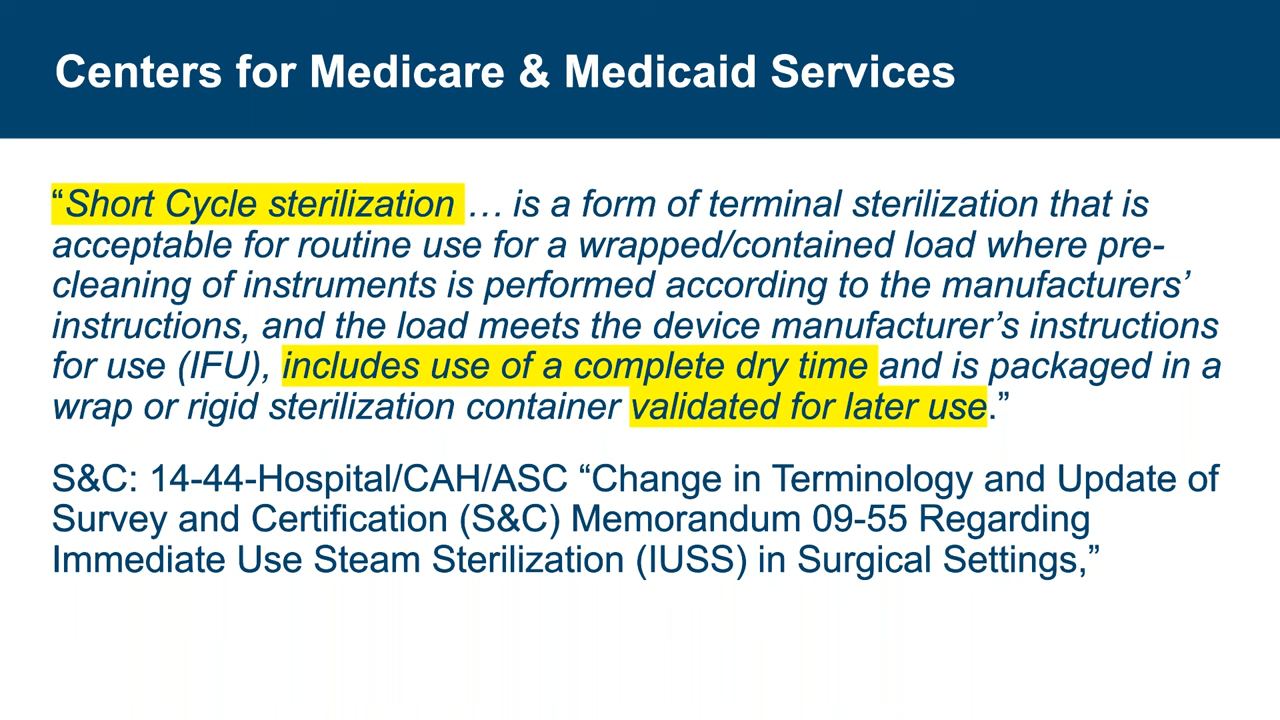 Centers for Medicare & Medicaid Services
“Short Cycle sterilization … is a form of terminal sterilization that is
acceptable for routine use for a wrapped/contained load where pre-
cleaning of instruments is performed according to the manufacturers’
instructions, and the load meets the device manufacturer’s instructions
for use (IFU), includes use of a complete dry time and is packaged in a
wrap or rigid sterilization container validated for later use.”
S&C: 14-44-Hospital/CAH/ASC “Change in Terminology and Update of
Survey and Certification (S&C) Memorandum 09-55 Regarding
Immediate Use Steam Sterilization (IUSS) in Surgical Settings,”